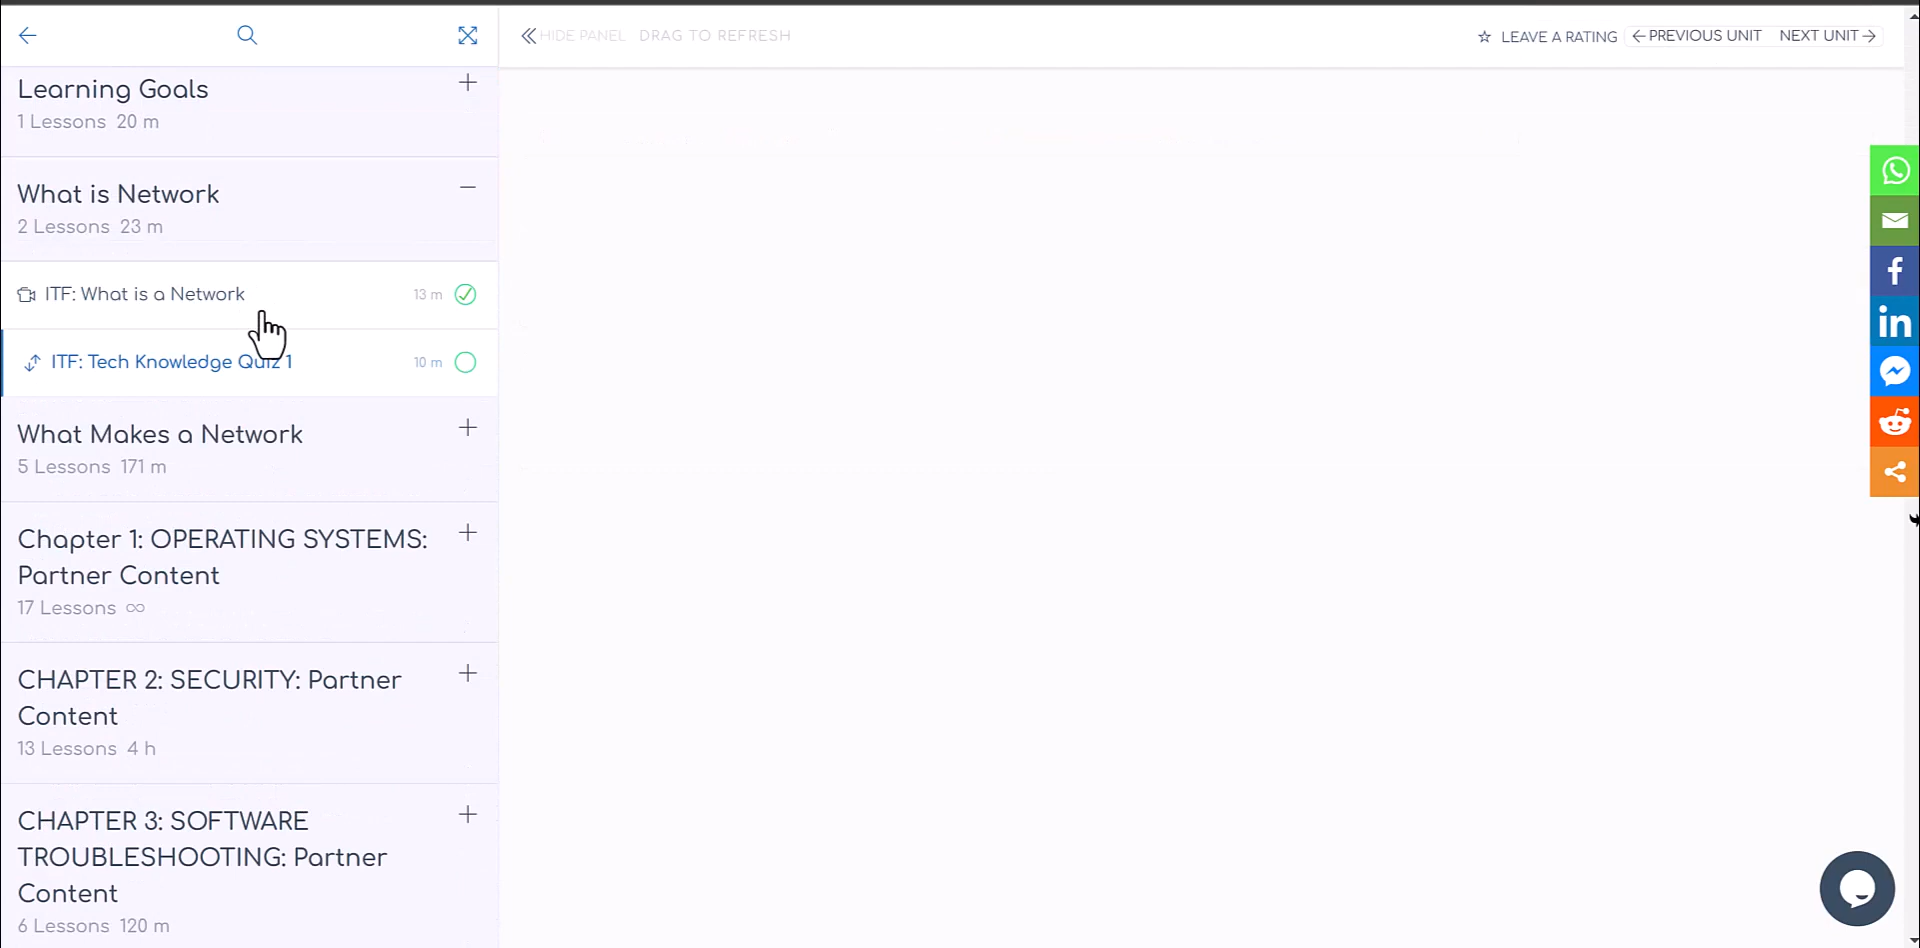 HIDE PANEL DRAG TO REFRESH
LEAVE A RATING PREVIOUS UNIT NEXT UNIT
Learning Goals
1 Lessons 20 m
What is Network
2 Lessons 23 m
ITF: What is a Network 13 m
ITF: Tech Knowledge Quiz 1 10 m
What Makes a Network
5 Lessons 171 m
Chapter 1: OPERATING SYSTEMS:
Partner Content
17 Lessons ∞
CHAPTER 2: SECURITY: Partner
Content
13 Lessons 4 h
CHAPTER 3: SOFTWARE
TROUBLESHOOTING: Partner
Content
6 Lessons 120 m